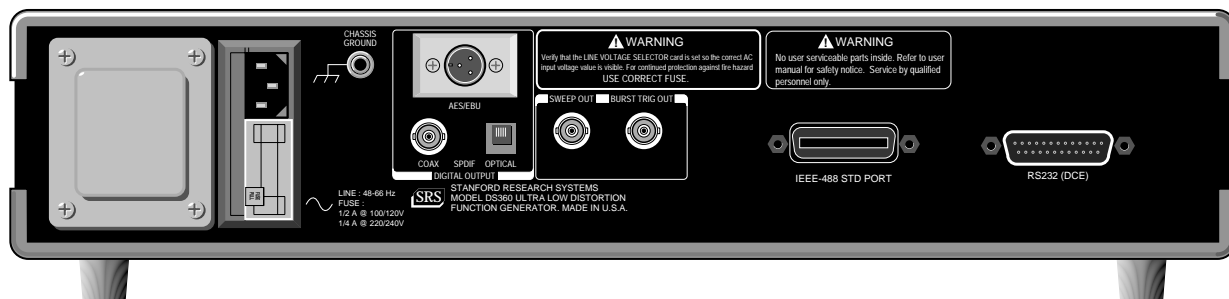 CHASSIS
GROUND
WARNING
Verify that the LINE VOLTAGE SELECTOR card is set so the correct AC
input voltage value is visible. For continued protection against fire hazard
USE CORRECT FUSE.
WARNING
No user serviceable parts inside. Refer to user
manual for safety notice. Service by qualified
personnel only.
AES/EBU
SWEEP OUT
BURST TRIG OUT
COAX
SPDIF
OPTICAL
DIGITAL OUTPUT
IEEE-488 STD PORT
RS232 (DCE)
FUSE
PULL
LINE : 48-66 Hz
FUSE :
1/2 A @ 100/120V
1/4 A @ 220/240V
SRS
STANFORD RESEARCH SYSTEMS
MODEL DS360 ULTRA LOW DISTORTION
FUNCTION GENERATOR. MADE IN U.S.A.